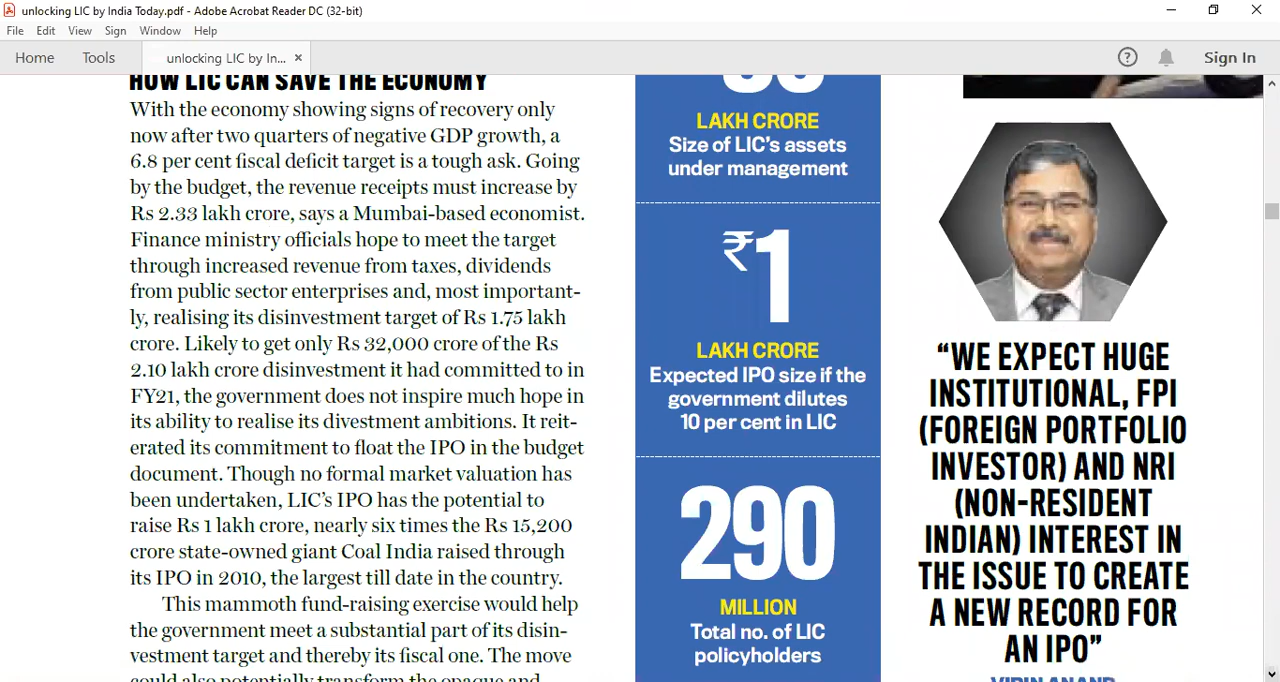 unlocking LIC by India Today.pdf - Adobe Acrobat Reader DC (32-bit)
File Edit View Sign Window Help
Home Tools unlocking LIC by In... × ? Sign In
HOW LIC CAN SAVE THE ECONOMY
With the economy showing signs of recovery only
now after two quarters of negative GDP growth, a
6.8 per cent fiscal deficit target is a tough ask. Going
by the budget, the revenue receipts must increase by
Rs 2.33 lakh crore, says a Mumbai-based economist.
Finance ministry officials hope to meet the target
through increased revenue from taxes, dividends
from public sector enterprises and, most important-
ly, realising its disinvestment target of Rs 1.75 lakh
crore. Likely to get only Rs 32,000 crore of the Rs
2.10 lakh crore disinvestment it had committed to in
FY21, the government does not inspire much hope in
its ability to realise its divestment ambitions. It reit-
erated its commitment to float the IPO in the budget
document. Though no formal market valuation has
been undertaken, LIC's IPO has the potential to
raise Rs 1 lakh crore, nearly six times the Rs 15,200
crore state-owned giant Coal India raised through
its IPO in 2010, the largest till date in the country.
This mammoth fund-raising exercise would help
the government meet a substantial part of its disin-
vestment target and thereby its fiscal one. The move
could also potentially transform the opaque and
LAKH CRORE
Size of LIC's assets
under management
₹1
LAKH CRORE
Expected IPO size if the
government dilutes
10 per cent in LIC
290
MILLION
Total no. of LIC
policyholders
“WE EXPECT HUGE
INSTITUTIONAL, FPI
(FOREIGN PORTFOLIO
INVESTOR) AND NRI
(NON-RESIDENT
INDIAN) INTEREST IN
THE ISSUE TO CREATE
A NEW RECORD FOR
AN IPO”
VIPIN ANAND